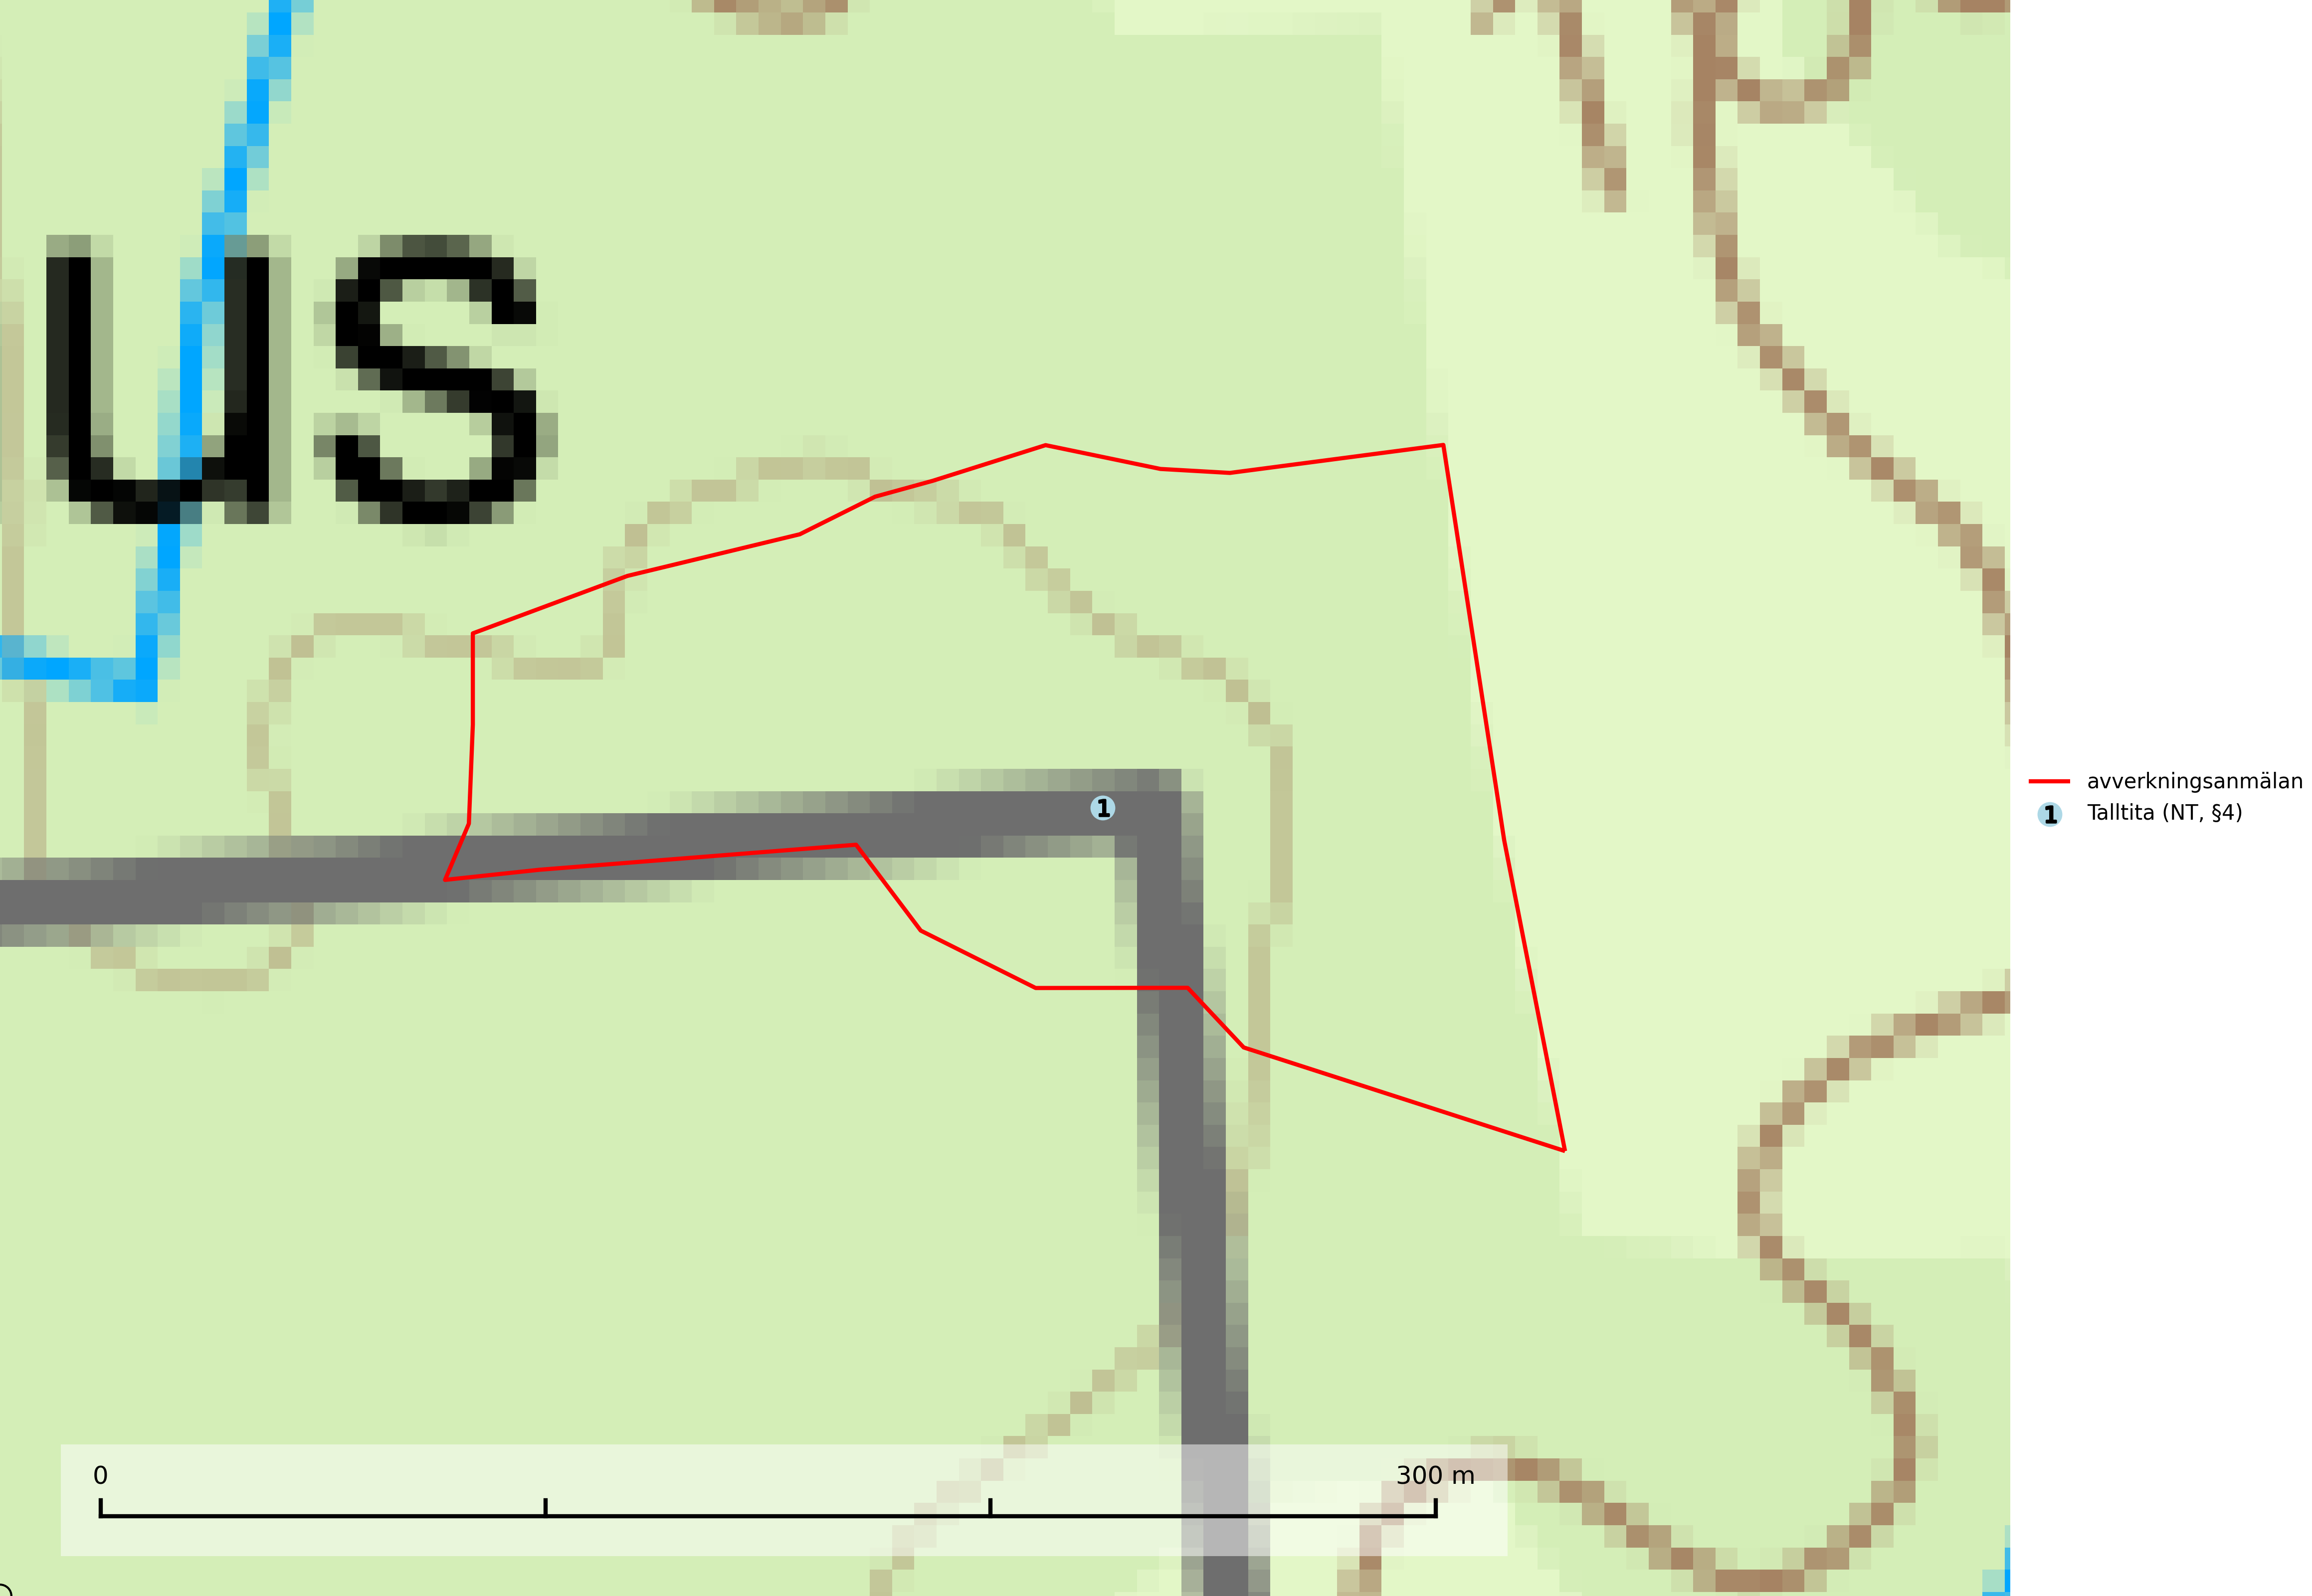 us
avverkningsanmälan
1
1 Talltita (NT, §4)
0 300 m